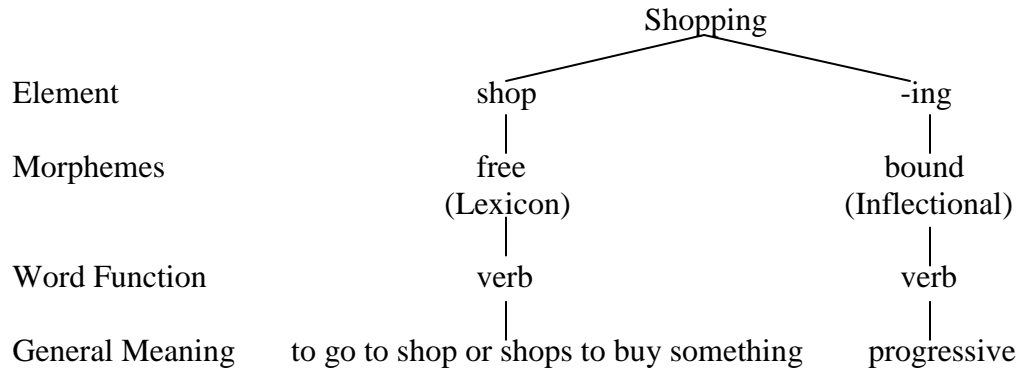 Shopping
Element shop -ing
Morphemes free bound
(Lexicon) (Inflectional)
Word Function verb verb
General Meaning to go to shop or shops to buy something progressive